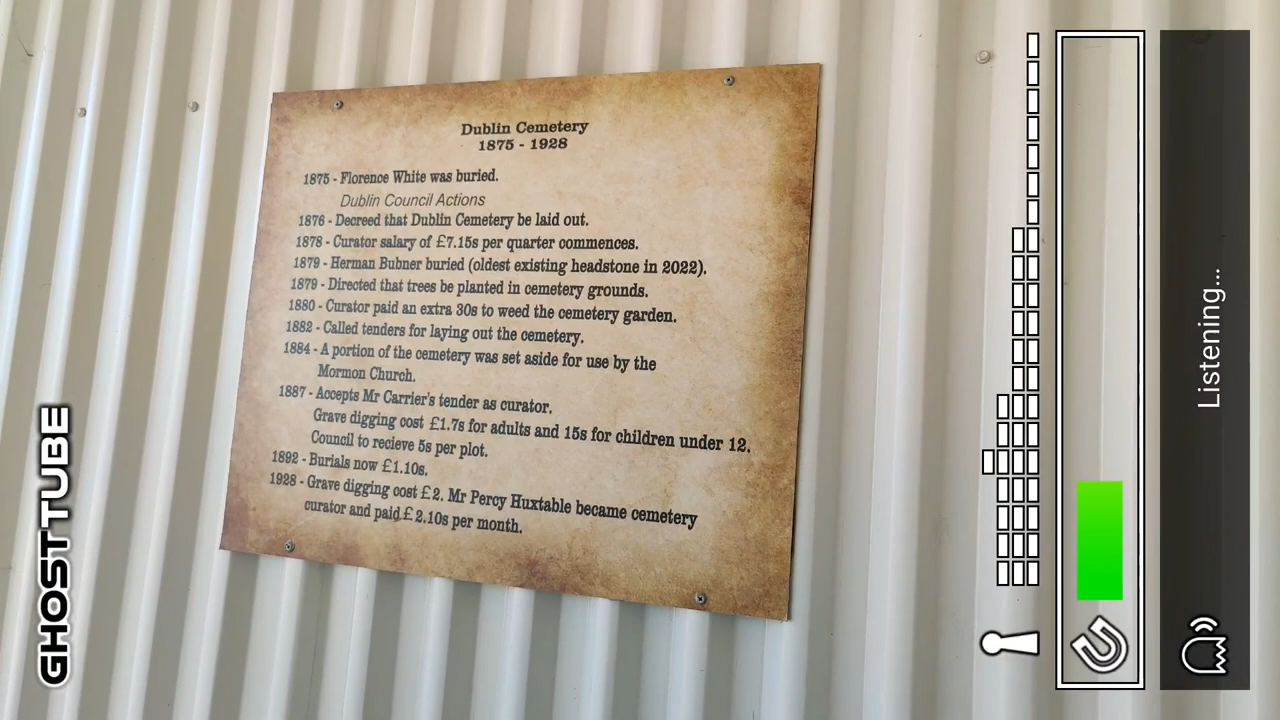 Dublin Cemetery
1875 - 1928
1875 - Florence White was buried.
Dublin Council Actions
1876 - Decreed that Dublin Cemetery be laid out.
1878 - Curator salary of £7.15s per quarter commences.
1879 - Herman Bubner buried (oldest existing headstone in 2022).
1879 - Directed that trees be planted in cemetery grounds.
1880 - Curator paid an extra 30s to weed the cemetery garden.
1882 - Called tenders for laying out the cemetery.
1884 - A portion of the cemetery was set aside for use by the
Mormon Church.
1887 - Accepts Mr Carrier's tender as curator.
Grave digging cost £1.7s for adults and 15s for children under 12.
Council to recieve 5s per plot.
1892 - Burials now £1.10s.
1928 - Grave digging cost £2. Mr Percy Huxtable became cemetery
curator and paid £2.10s per month.
GHOSTTUBE
Listening...